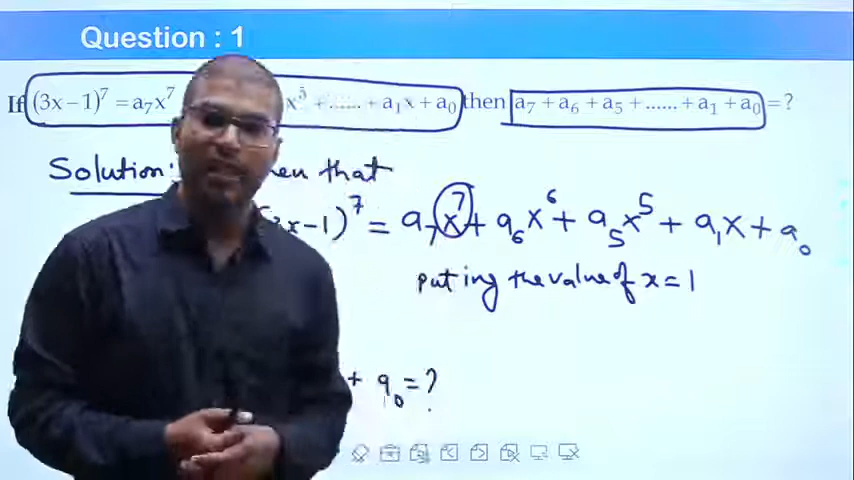 Question : 1
If (3x−1)⁷ = a₇x⁷ x⁵ + ...... + a₁x + a₀ then a₇ + a₆ + a₅ + ...... + a₁ + a₀ = ?
Solution: that
x−1)⁷ = a₇x⁷ + a₆x⁶ + a₅x⁵ + a₁x + a₀
putting the value of x = 1
+ a₀ = ?